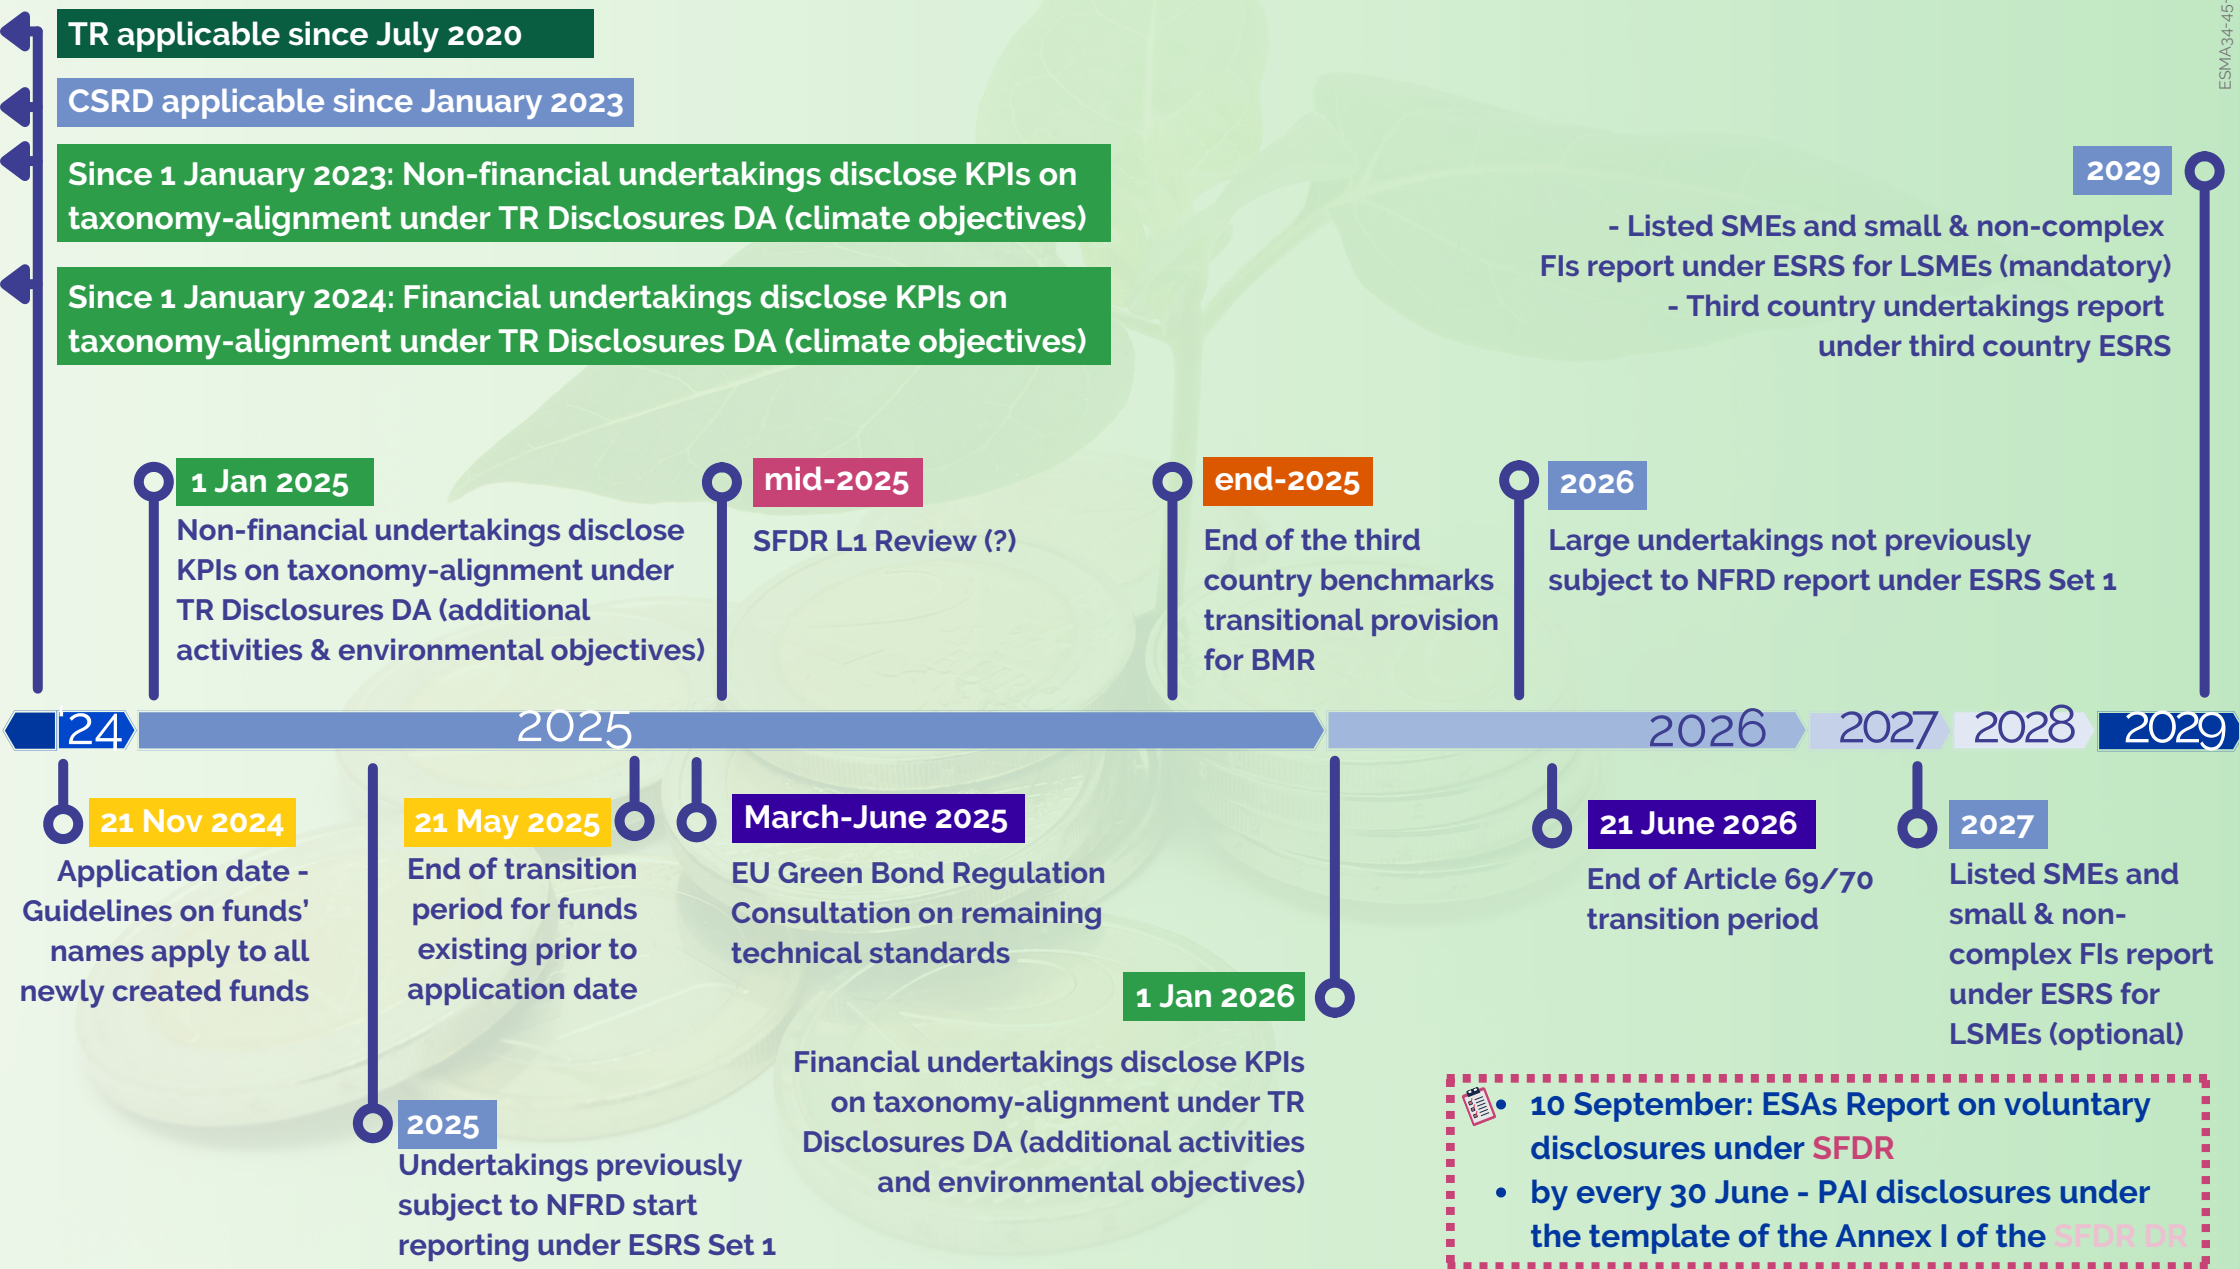 TR applicable since July 2020
CSRD applicable since January 2023
Since 1 January 2023: Non-financial undertakings disclose KPIs on
taxonomy-alignment under TR Disclosures DA (climate objectives)
Since 1 January 2024: Financial undertakings disclose KPIs on
taxonomy-alignment under TR Disclosures DA (climate objectives)
ESMA34-45-
2029
- Listed SMEs and small & non-complex
FIs report under ESRS for LSMEs (mandatory)
- Third country undertakings report
under third country ESRS
1 Jan 2025
Non-financial undertakings disclose
KPIs on taxonomy-alignment under
TR Disclosures DA (additional
activities & environmental objectives)
mid-2025
SFDR L1 Review (?)
end-2025
End of the third
country benchmarks
transitional provision
for BMR
2026
Large undertakings not previously
subject to NFRD report under ESRS Set 1
'24
2025
2026
2027
2028
2029
21 Nov 2024
Application date -
Guidelines on funds’
names apply to all
newly created funds
2025
Undertakings previously
subject to NFRD start
reporting under ESRS Set 1
21 May 2025
End of transition
period for funds
existing prior to
application date
March-June 2025
EU Green Bond Regulation
Consultation on remaining
technical standards
1 Jan 2026
Financial undertakings disclose KPIs
on taxonomy-alignment under TR
Disclosures DA (additional activities
and environmental objectives)
21 June 2026
End of Article 69/70
transition period
2027
Listed SMEs and
small & non-
complex FIs report
under ESRS for
LSMEs (optional)
• 10 September: ESAs Report on voluntary
disclosures under SFDR
• by every 30 June - PAI disclosures under
the template of the Annex I of the SFDR DR